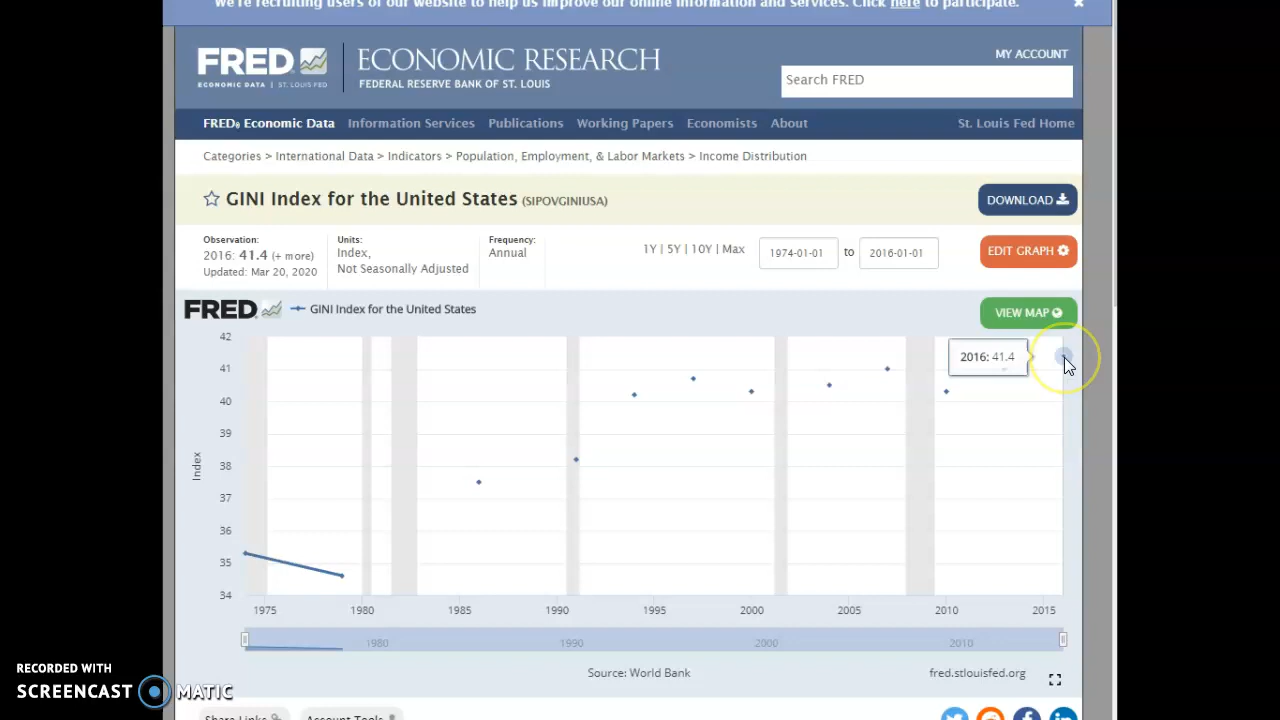 We're recruiting users of our website to help us improve our online information and services. Click here to participate.
FRED ECONOMIC RESEARCH
ECONOMIC DATA | ST. LOUIS FED
FEDERAL RESERVE BANK OF ST. LOUIS
MY ACCOUNT
Search FRED
FRED® Economic Data Information Services Publications Working Papers Economists About St. Louis Fed Home
Categories > International Data > Indicators > Population, Employment, & Labor Markets > Income Distribution
GINI Index for the United States (SIPOVGINIUSA)
DOWNLOAD
Observation:
2016: 41.4 (+ more)
Updated: Mar 20, 2020
Units:
Index,
Not Seasonally Adjusted
Frequency:
Annual
1Y | 5Y | 10Y | Max 1974-01-01 to 2016-01-01
EDIT GRAPH
FRED GINI Index for the United States
VIEW MAP
2016: 41.4
42
41
40
39
38
37
36
35
34
Index
1975 1980 1985 1990 1995 2000 2005 2010 2015
1980 1990 2000 2010
Source: World Bank fred.stlouisfed.org
RECORDED WITH
SCREENCAST MATIC
Share Links Account Tools